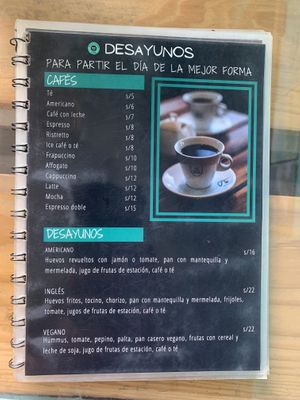 DESAYUNOS
PARA PARTIR EL DÍA DE LA MEJOR FORMA
CAFÉS
Té s/5
Americano s/6
Café con leche s/7
Espresso s/8
Ristretto s/8
Ice café o té s/8
Frapuccino s/10
Affogato s/10
Cappuccino s/12
Latte s/12
Mocha s/12
Espresso doble s/15
DESAYUNOS
AMERICANO s/16
Huevos revueltos con jamón o tomate, pan con mantequilla y
mermelada, jugo de frutas de estación, café o té
INGLÉS s/22
Huevos fritos, tocino, chorizo, pan con mantequilla y mermelada, frijoles,
tomate, jugo de frutas de estación, café o té
VEGANO s/22
Hummus, tomate, pepino, palta, pan casero vegano, frutas con cereal y
leche de soja, jugo de frutas de estación, café o té